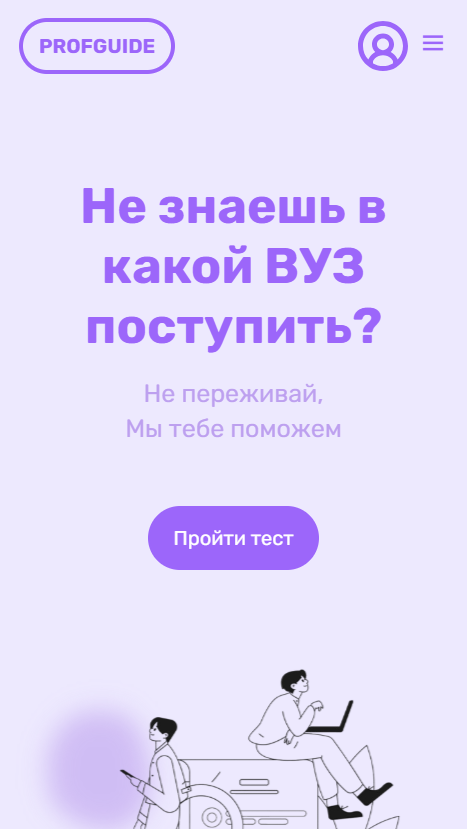 PROFGUIDE
Не знаешь в
какой ВУЗ
поступить?
Не переживай,
Мы тебе поможем
Пройти тест